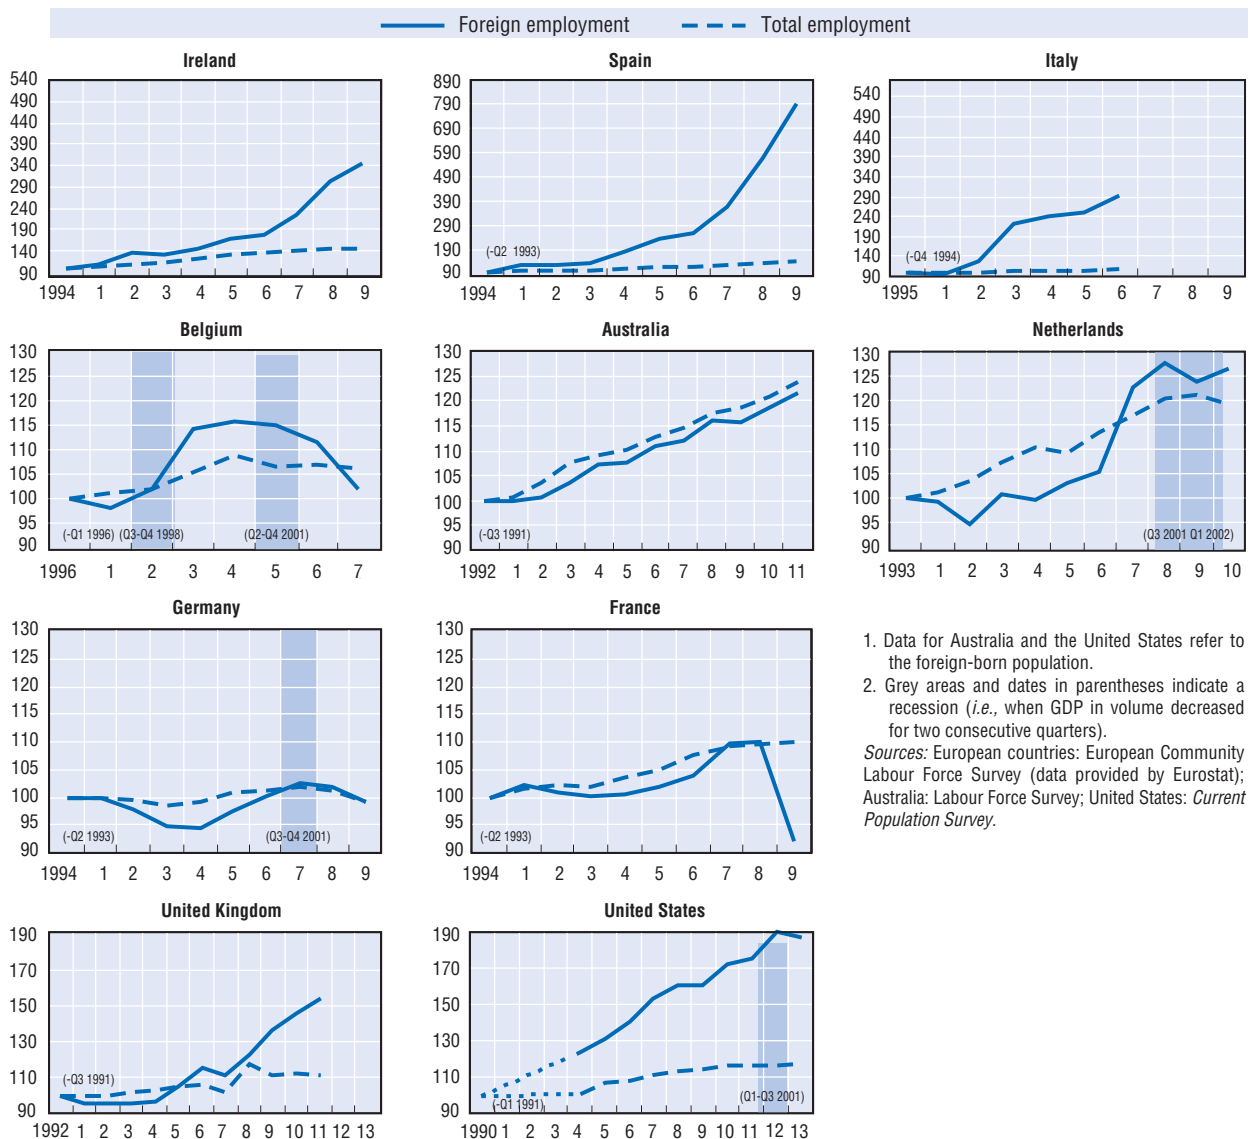 Foreign employment Total employment
Ireland
540
490
440
390
340
290
240
190
140
90
1994 1 2 3 4 5 6 7 8 9
Spain
890
790
690
590
490
390
290
190
90
(-Q2 1993)
1994 1 2 3 4 5 6 7 8 9
Italy
540
490
440
390
340
290
240
190
140
90
(-Q4 1994)
1995 1 2 3 4 5 6 7 8 9
Belgium
130
125
120
115
110
105
100
95
90
(-Q1 1996) (Q3-Q4 1998) (Q2-Q4 2001)
1996 1 2 3 4 5 6 7
Australia
130
125
120
115
110
105
100
95
90
(-Q3 1991)
1992 1 2 3 4 5 6 7 8 9 10 11
Netherlands
130
125
120
115
110
105
100
95
90
(Q3 2001 Q1 2002)
1993 1 2 3 4 5 6 7 8 9 10
Germany
130
125
120
115
110
105
100
95
90
(-Q2 1993) (Q3-Q4 2001)
1994 1 2 3 4 5 6 7 8 9
France
130
125
120
115
110
105
100
95
90
(-Q2 1993)
1994 1 2 3 4 5 6 7 8 9
1. Data for Australia and the United States refer to
the foreign-born population.
2. Grey areas and dates in parentheses indicate a
recession (i.e., when GDP in volume decreased
for two consecutive quarters).
Sources: European countries: European Community
Labour Force Survey (data provided by Eurostat);
Australia: Labour Force Survey; United States: Current
Population Survey.
United Kingdom
190
170
150
130
110
90
(-Q3 1991)
1992 1 2 3 4 5 6 7 8 9 10 11 12 13
United States
190
170
150
130
110
90
(-Q1 1991) (Q1-Q3 2001)
1990 1 2 3 4 5 6 7 8 9 10 11 12 13